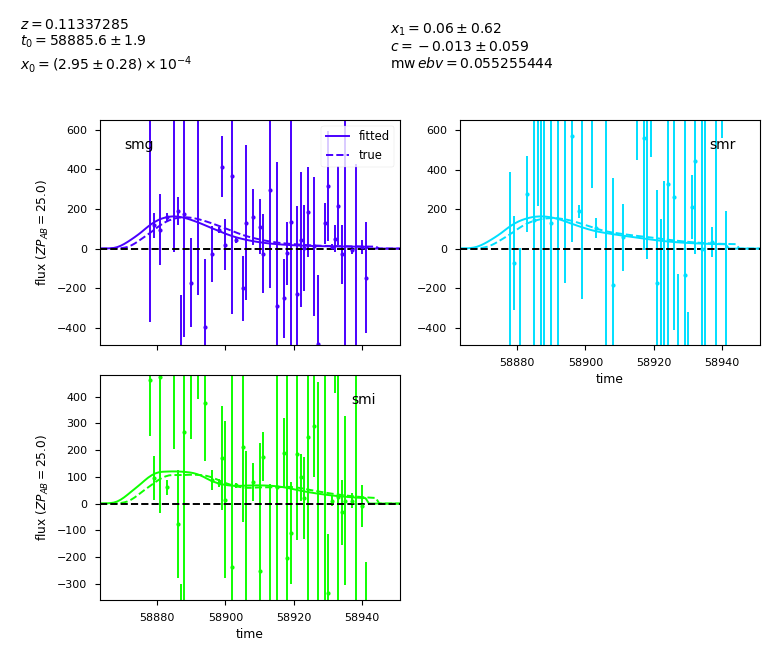 z = 0.11337285
t₀ = 58885.6 ± 1.9
x₀ = (2.95 ± 0.28) × 10⁻⁴
x₁ = 0.06 ± 0.62
c = −0.013 ± 0.059
mw ebv = 0.055255444
smg
fitted
true
600
400
200
0
−200
−400
flux (ZP_AB = 25.0)
smr
600
400
200
0
−200
−400
58880 58900 58920 58940
time
smi
400
300
200
100
0
−100
−200
−300
flux (ZP_AB = 25.0)
58880 58900 58920 58940
time